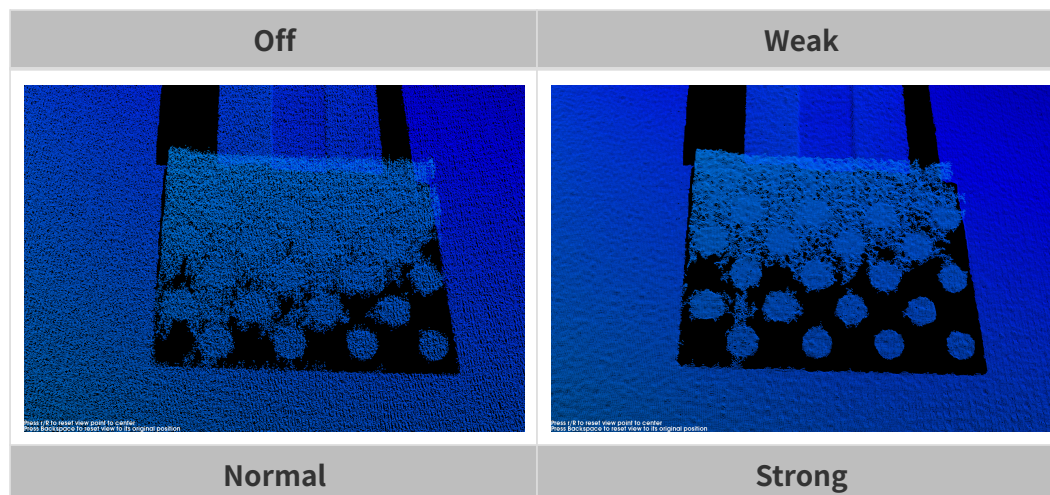 Off
Weak
Press r/R to reset view point to center
Press Backspace to reset view to its original position
Press r/R to reset view point to center
Press Backspace to reset view to its original position
Normal
Strong